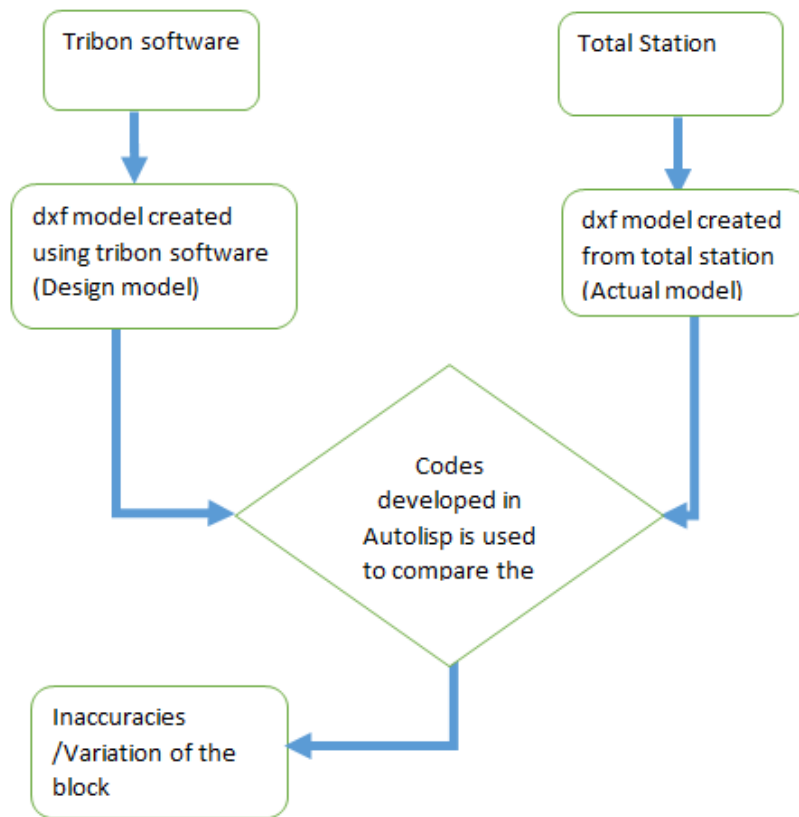 Tribon software
Total Station
dxf model created
using tribon software
(Design model)
dxf model created
from total station
(Actual model)
Codes
developed in
Autolisp is used
to compare the
Inaccuracies
/Variation of the
block